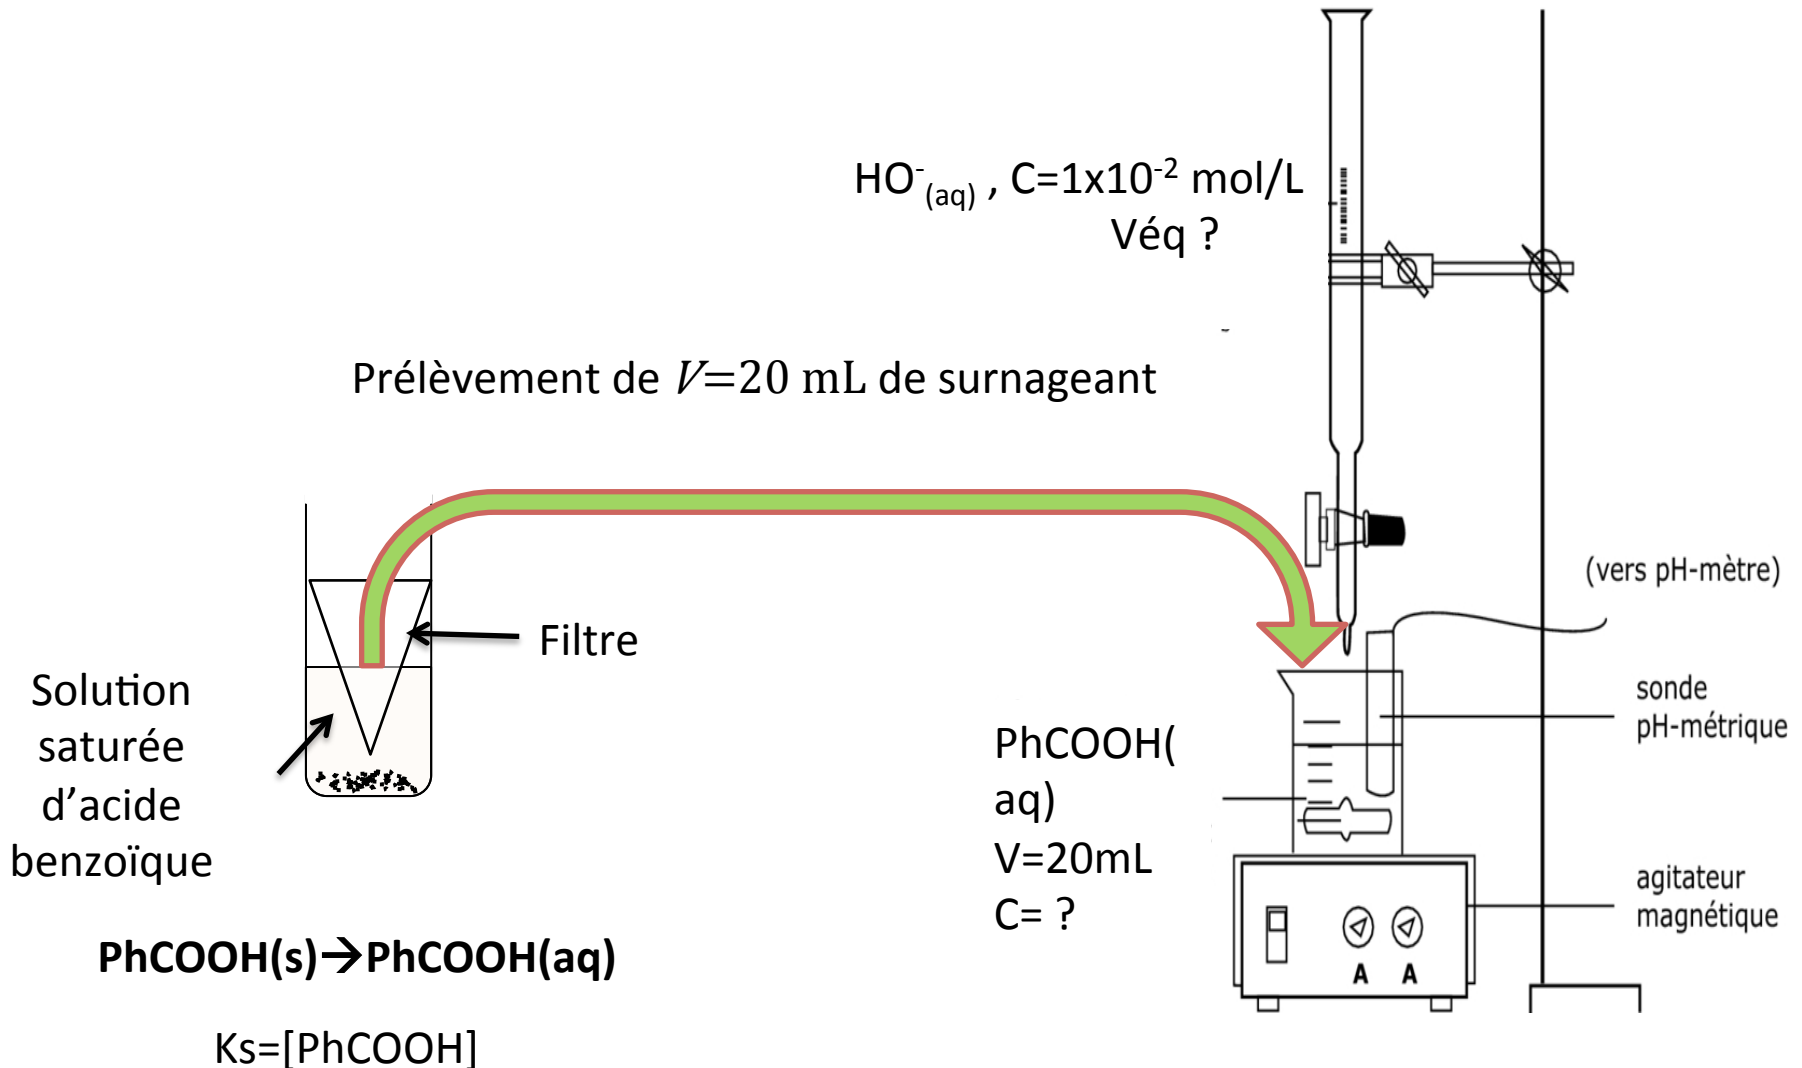 HO⁻(aq) , C=1x10⁻² mol/L
Véq ?
Prélèvement de V=20 mL de surnageant
(vers pH-mètre)
Filtre
Solution
saturée
d’acide
benzoïque
sonde
pH-métrique
PhCOOH(
aq)
V=20mL
C= ?
agitateur
magnétique
A A
PhCOOH(s)→PhCOOH(aq)
Ks=[PhCOOH]